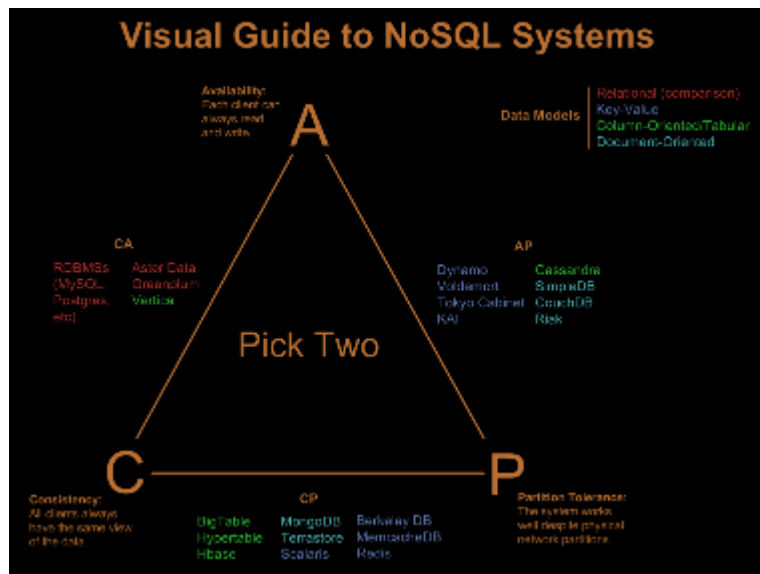 Visual Guide to NoSQL Systems
Availability:
Each client can
always read
and write.
A
Data Models
Relational (comparison)
Key-Value
Column-Oriented/Tabular
Document-Oriented
CA
RDBMSs
(MySQL,
Postgres,
etc)
Aster Data
Greenplum
Vertica
AP
Dynamo
Voldemort
Tokyo Cabinet
KAI
Cassandra
SimpleDB
CouchDB
Riak
Pick Two
C
P
Consistency:
All clients always
have the same view
of the data.
CP
BigTable
Hypertable
Hbase
MongoDB
Terrastore
Scalaris
Berkeley DB
MemcacheDB
Redis
Partition Tolerance:
The system works
well despite physical
network partitions.